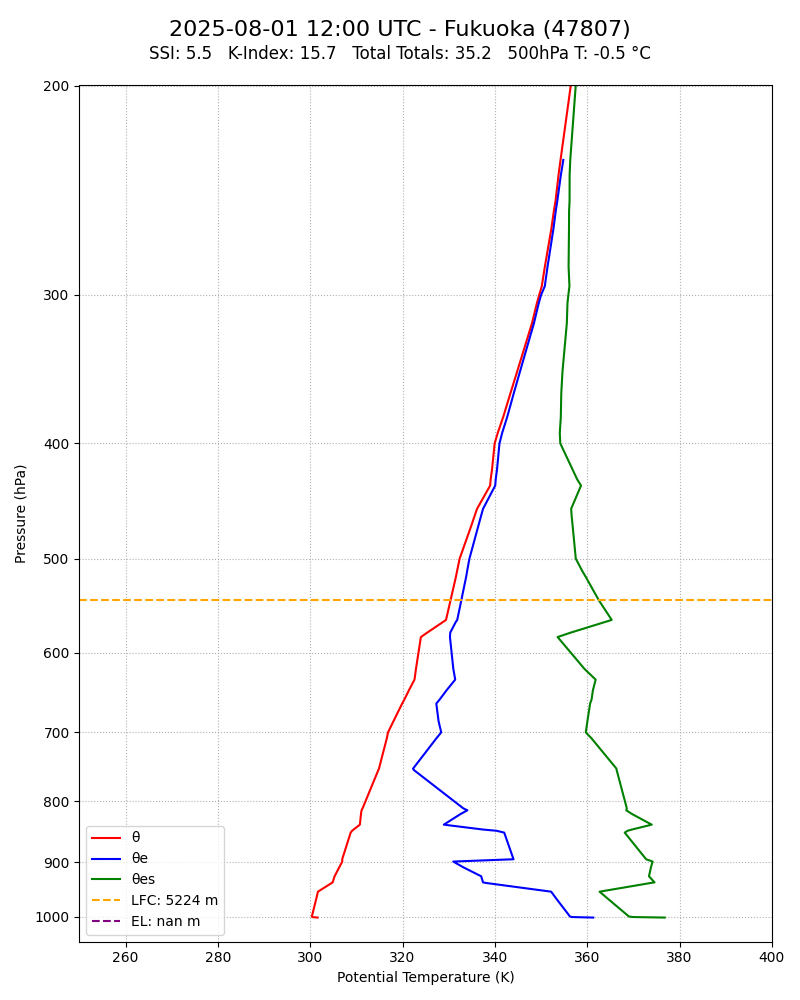 2025-08-01 12:00 UTC - Fukuoka (47807)
SSI: 5.5   K-Index: 15.7   Total Totals: 35.2   500hPa T: -0.5 °C
Pressure (hPa)
200
300
400
500
600
700
800
900
1000
θ
θe
θes
LFC: 5224 m
EL: nan m
260 280 300 320 340 360 380 400
Potential Temperature (K)